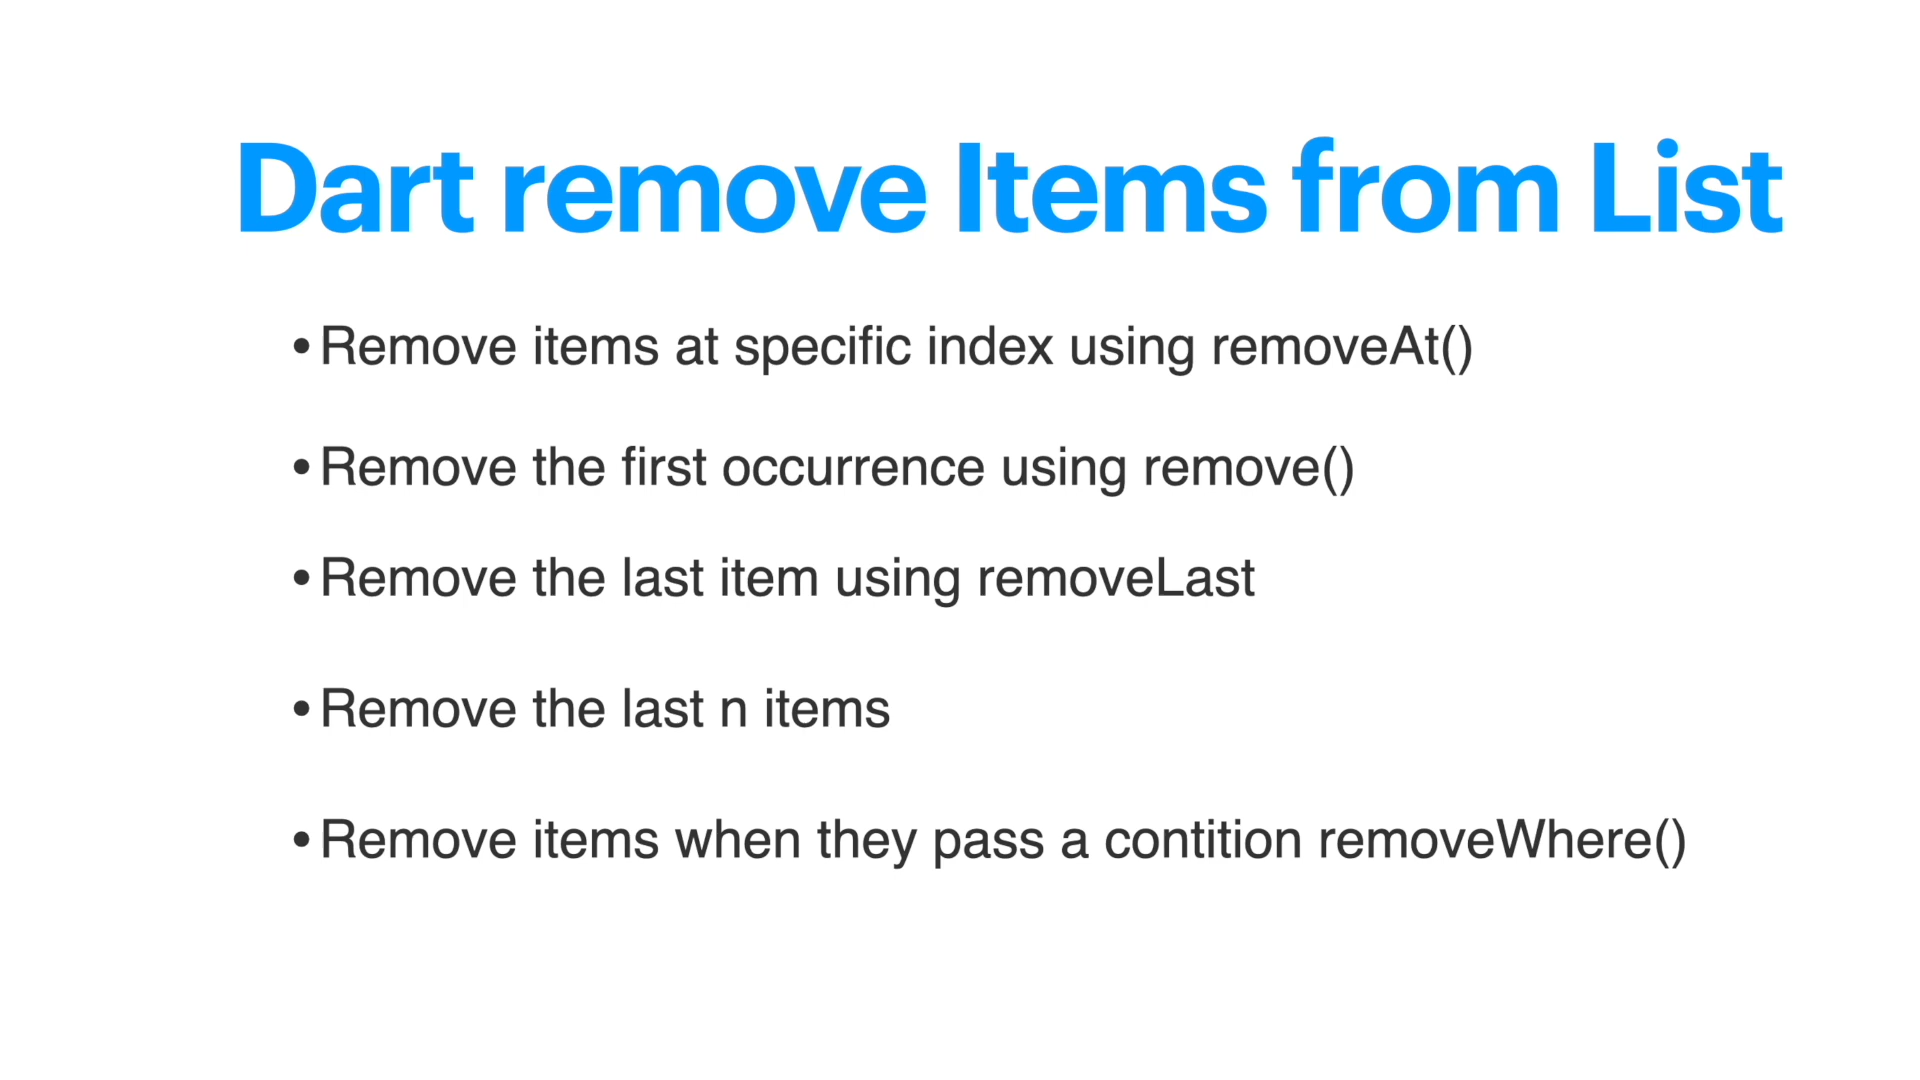 Dart remove Items from List
•Remove items at specific index using removeAt()
•Remove the first occurrence using remove()
•Remove the last item using removeLast
•Remove the last n items
•Remove items when they pass a contition removeWhere()